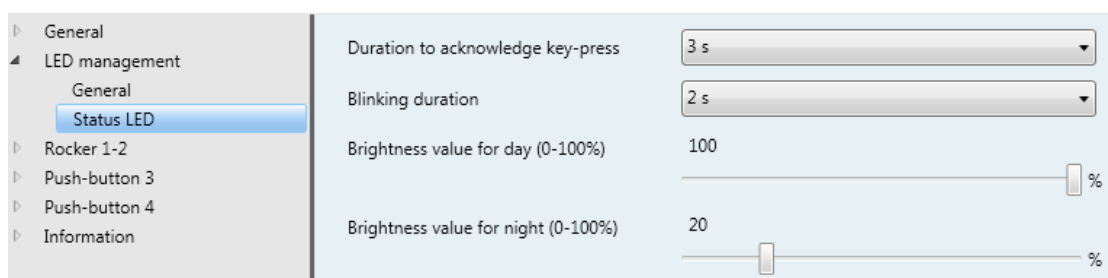 General
LED management
General
Status LED
Rocker 1-2
Push-button 3
Push-button 4
Information
Duration to acknowledge key-press 3 s
Blinking duration 2 s
Brightness value for day (0-100%) 100
%
Brightness value for night (0-100%) 20
%